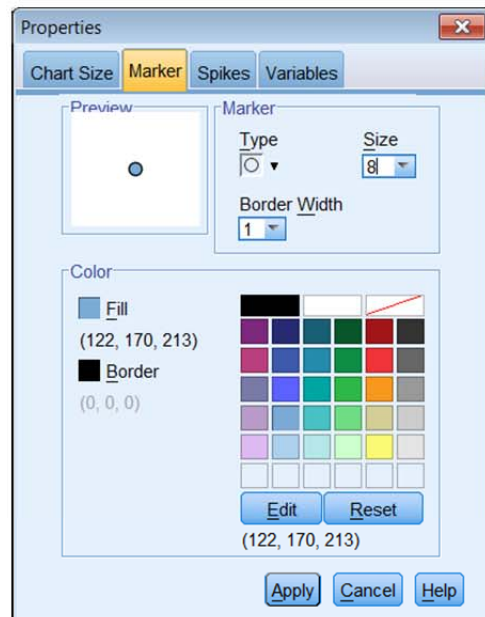 Properties
Chart Size Marker Spikes Variables
Preview
Marker
Type Size
8
Border Width
1
Color
Fill
(122, 170, 213)
Border
(0, 0, 0)
Edit Reset
(122, 170, 213)
Apply Cancel Help